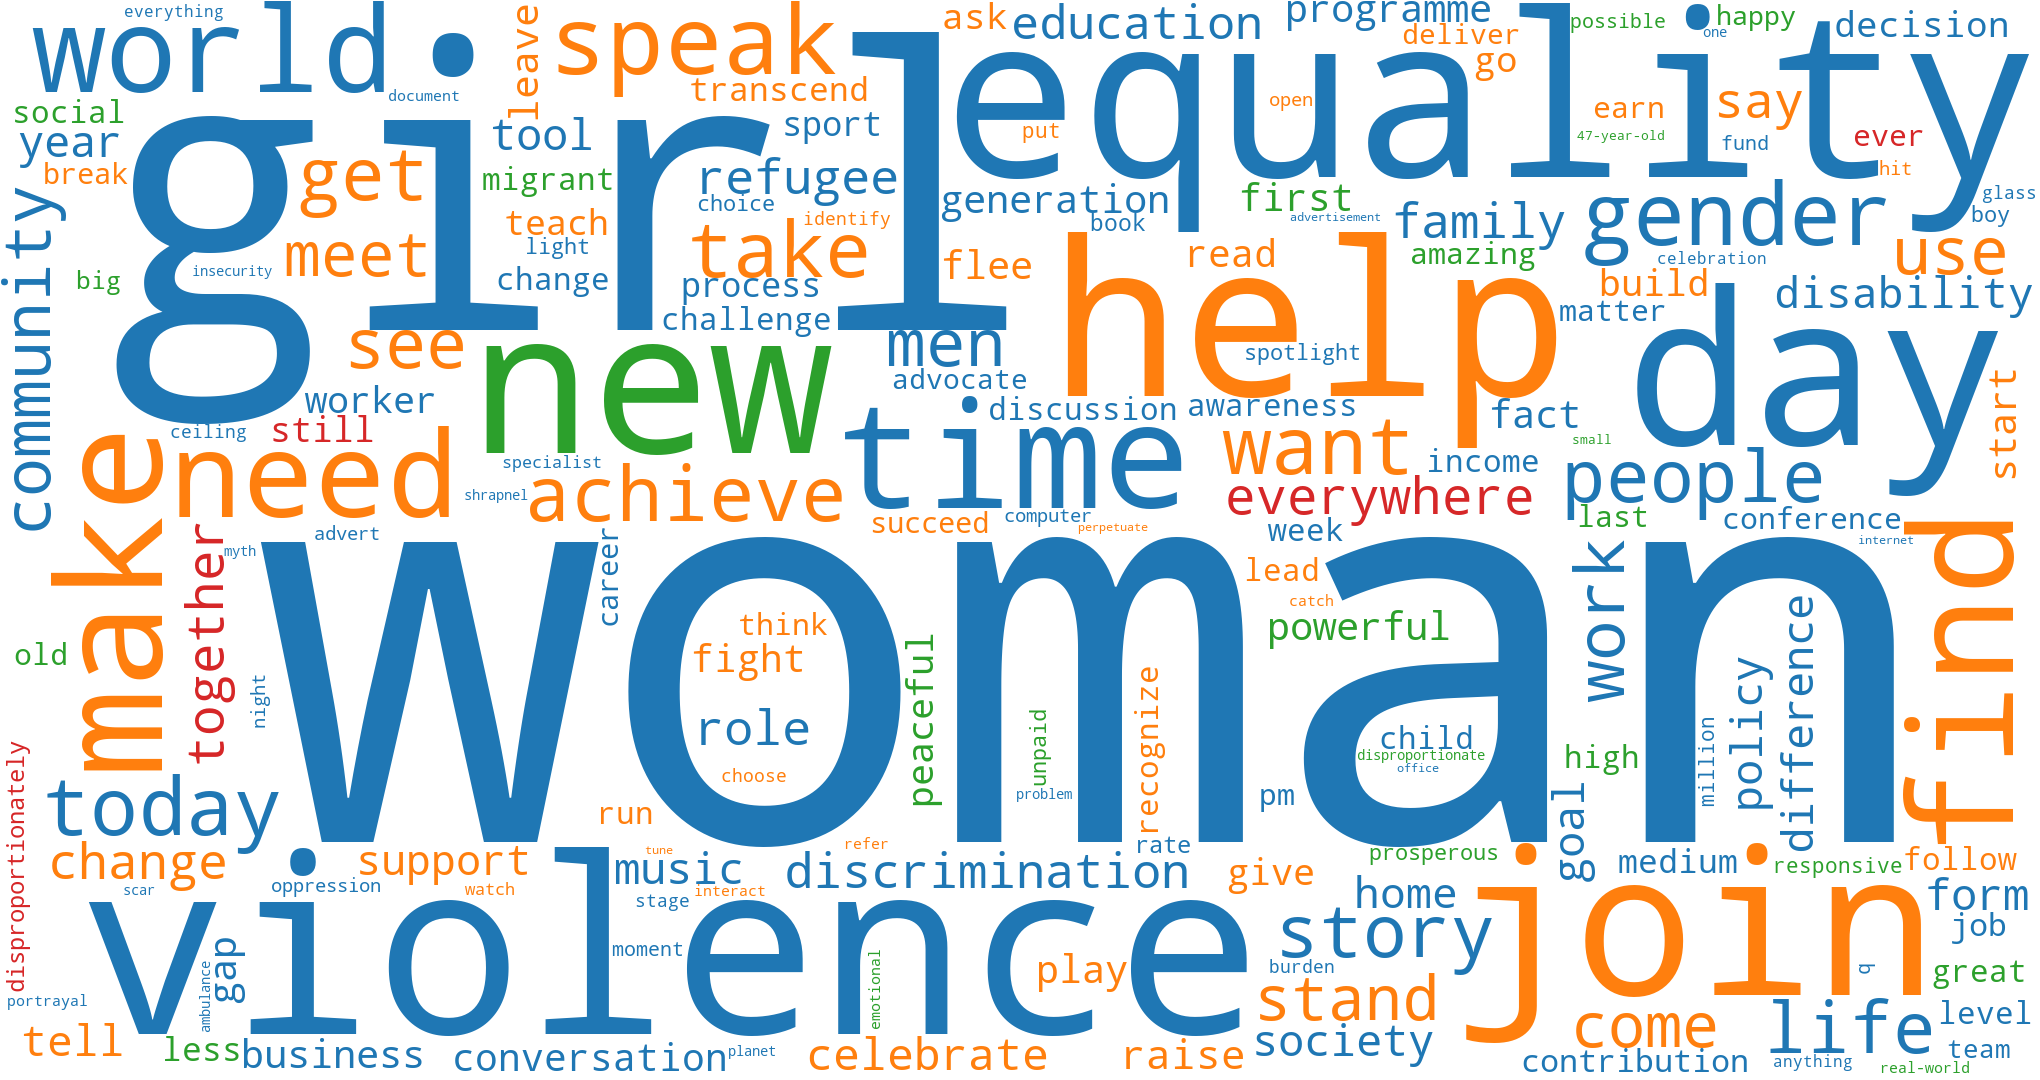 everything
world
girl
speak
leave
equality
ask
education
programme
possible
one
happy
deliver
decision
go
document
social
year
break
get
tool
transcend
sport
put
open
earn
say
47-year-old
fund
ever
hit
glass
boy
migrant
refugee
choice
generation
book
first
advertisement
family
gender
use
community
meet
teach
identify
light
take
flee
read
amazing
celebration
big
insecurity
change
process
challenge
help
build
matter
disability
day
see
new
men
spotlight
advocate
worker
time
discussion
awareness
fact
start
ceiling
still
want
small
income
people
make
need
specialist
shrapnel
achieve
everywhere
succeed
computer
perpetuate
week
last
conference
internet
advert
myth
together
career
woman
lead
catch
work
find
old
night
think
fight
powerful
peaceful
role
unpaid
recognize
child
disproportionate
office
high
million
policy
difference
choose
problem
pm
disproportionately
today
run
rate
goal
change
support
tune
refer
music
discrimination
give
prosperous
medium
responsive
follow
scar
oppression
watch
interact
stage
home
join
form
violence
moment
story
job
gap
ambulance
emotional
play
burden
q
great
portrayal
stand
come
life
level
tell
less
business
conversation
planet
celebrate
raise
society
contribution
anything
team
real-world